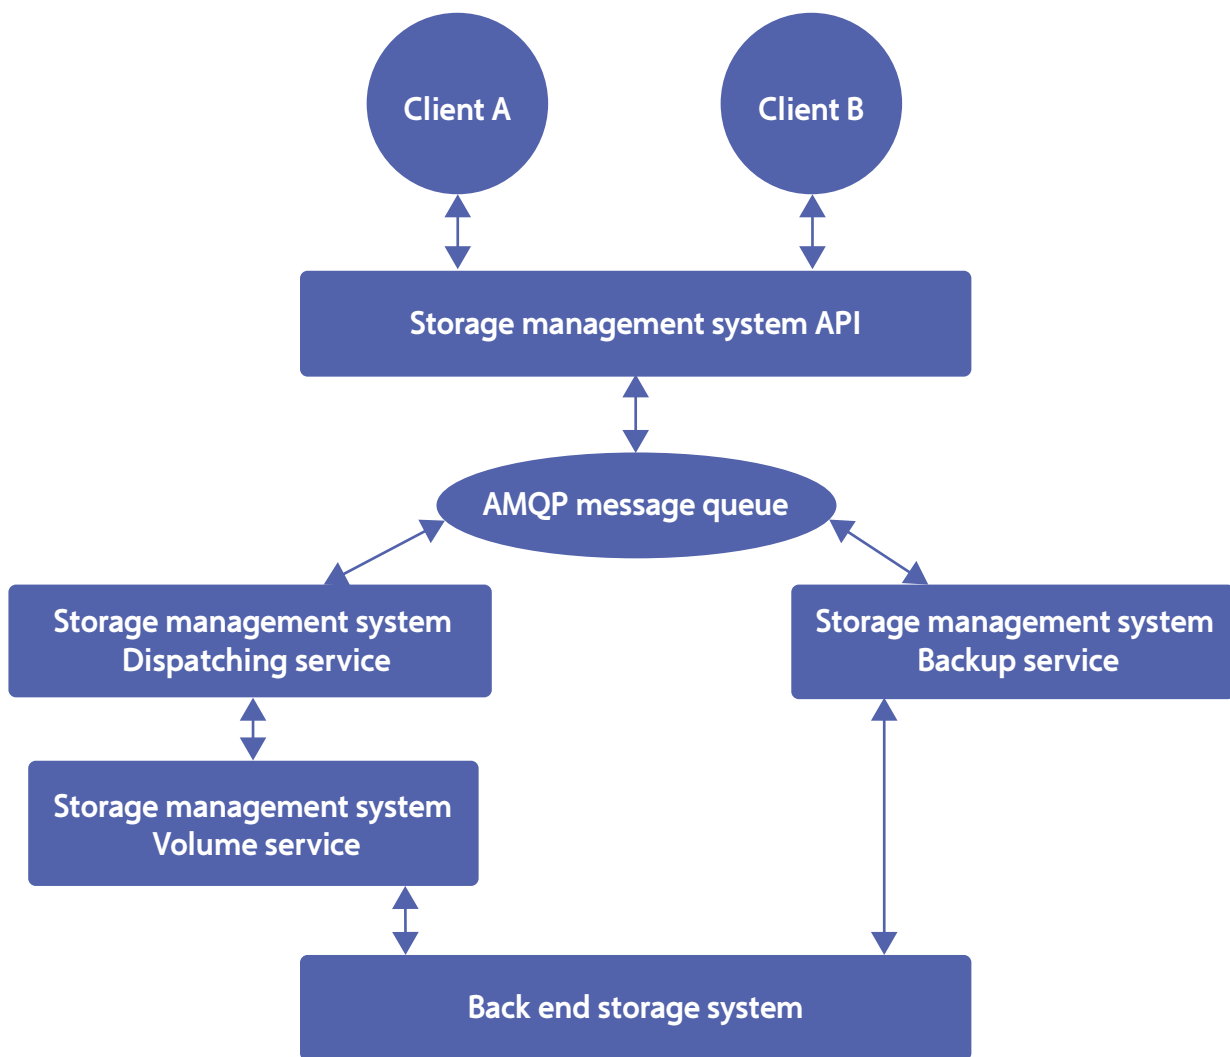 Client A
Client B
Storage management system API
AMQP message queue
Storage management system
Dispatching service
Storage management system
Backup service
Storage management system
Volume service
Back end storage system